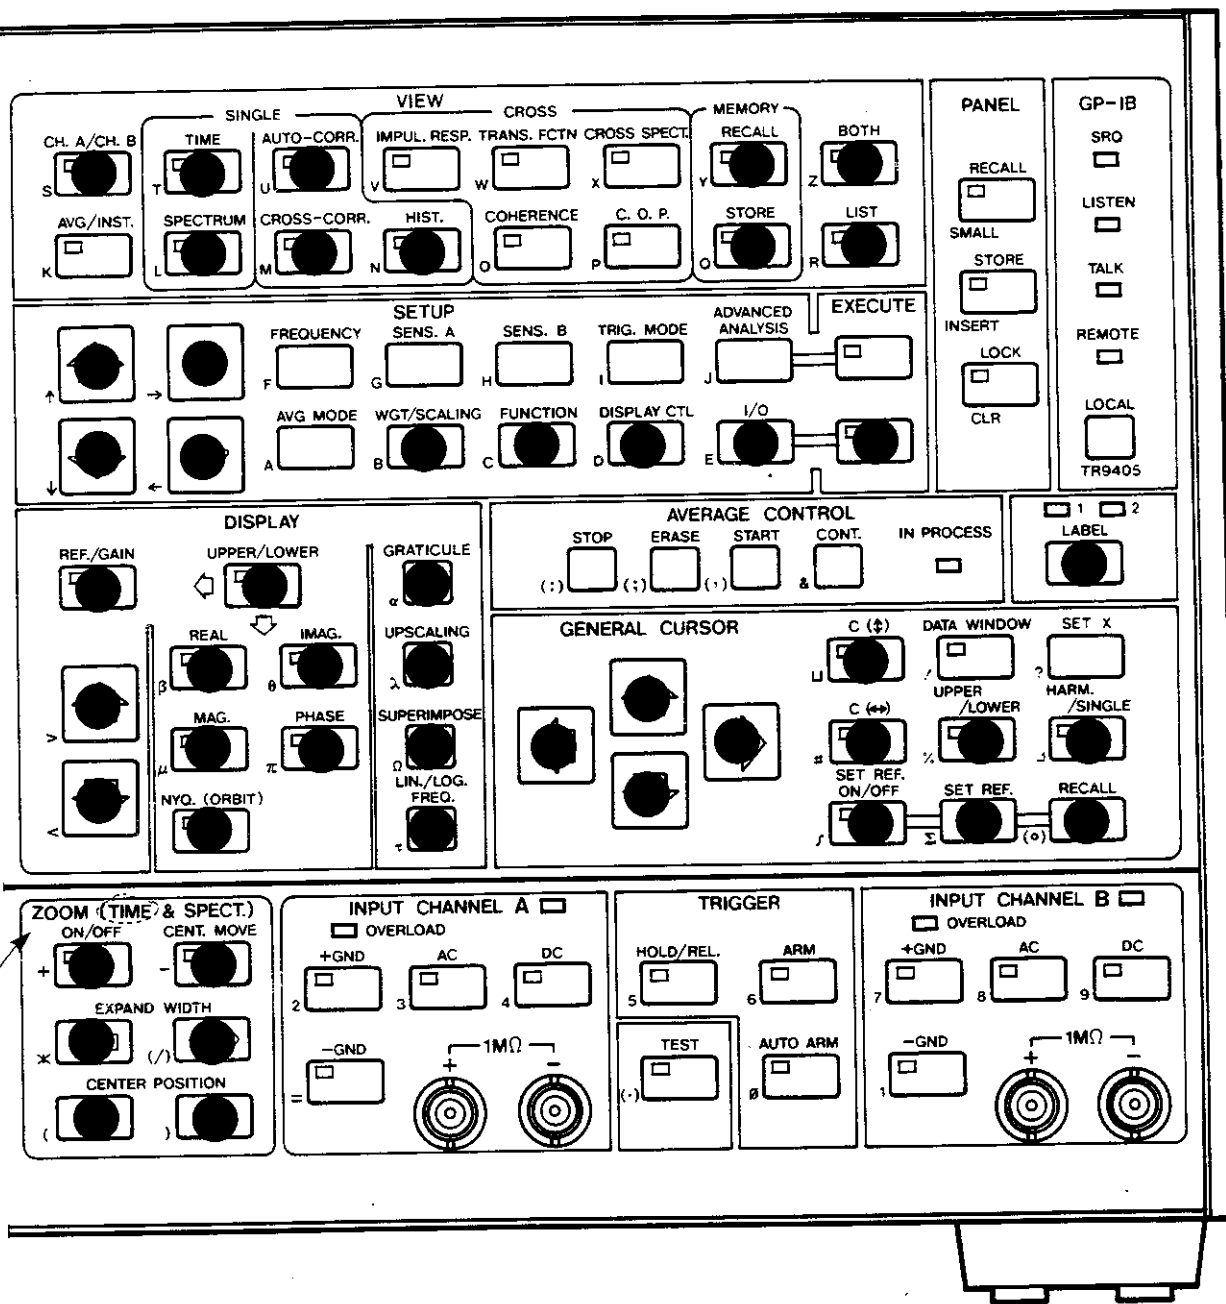 VIEW
SINGLE CROSS MEMORY
PANEL GP-IB
CH. A/CH. B TIME AUTO-CORR. IMPUL. RESP. TRANS. FCTN CROSS SPECT. RECALL BOTH
SRQ
S T U V W X Y Z
RECALL
SMALL
LISTEN
AVG/INST. SPECTRUM CROSS-CORR. HIST. COHERENCE C. O. P. STORE LIST
K L M N O P Q R
STORE
INSERT
TALK
SETUP EXECUTE
FREQUENCY SENS. A SENS. B TRIG. MODE ADVANCED
ANALYSIS
↑ → F G H I J
REMOTE
LOCK
CLR
AVG MODE WGT/SCALING FUNCTION DISPLAY CTL I/O
↓ ← A B C D E
LOCAL
TR9405
DISPLAY
REF./GAIN UPPER/LOWER GRATICULE
α
REAL IMAG. UPSCALING
β θ λ
MAG. PHASE SUPERIMPOSE
> μ π Ω
NYQ. (ORBIT) LIN./LOG.
FREQ.
< τ
AVERAGE CONTROL
STOP ERASE START CONT. IN PROCESS
(:) (;) (,) &
1 2
LABEL
GENERAL CURSOR
C (↕) DATA WINDOW SET X
⊔ ! ?
C (↔) UPPER
/LOWER HARM.
/SINGLE
# %
SET REF.
ON/OFF SET REF. RECALL
∫ Σ (o)
ZOOM (TIME & SPECT.)
ON/OFF CENT. MOVE
+ -
EXPAND WIDTH
* (/)
CENTER POSITION
( )
INPUT CHANNEL A
OVERLOAD
+GND AC DC
2 3 4
-GND 1MΩ
+ -
=
TRIGGER
HOLD/REL. ARM
5 6
TEST AUTO ARM
(·) Ø
INPUT CHANNEL B
OVERLOAD
+GND AC DC
7 8 9
-GND 1MΩ
+ -
1